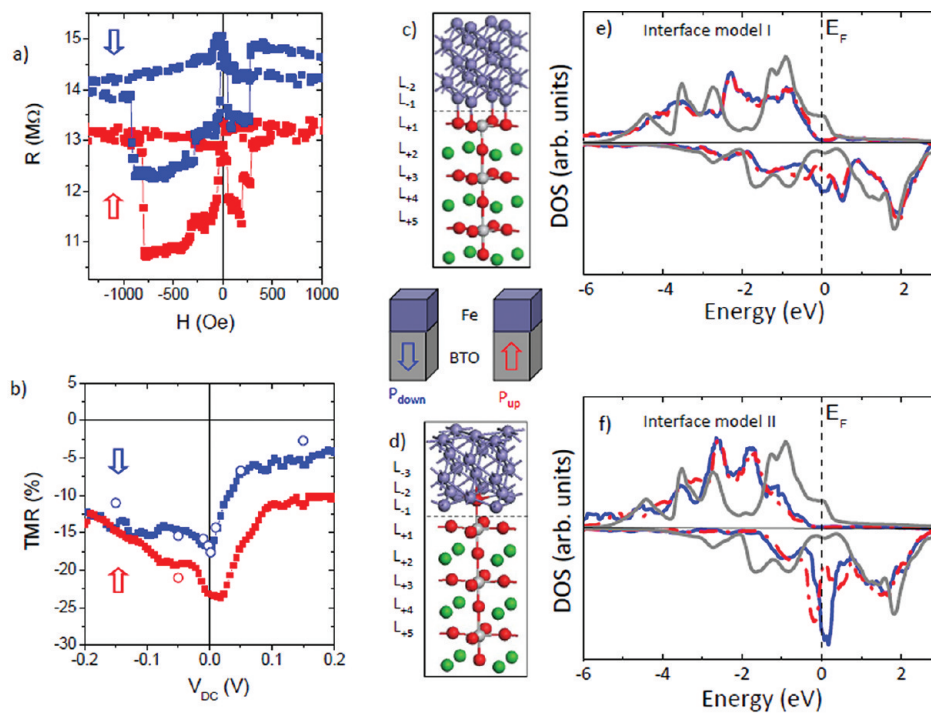 a)
15
14
13
12
11
R (MΩ)
-1000
-500
0
500
1000
H (Oe)
b)
5
0
-5
-10
-15
-20
-25
-30
TMR (%)
-0.2
-0.1
0.0
0.1
0.2
V_DC (V)
c)
L-2
L-1
L+1
L+2
L+3
L+4
L+5
Fe
BTO
P_down
P_up
d)
L-3
L-2
L-1
L+1
L+2
L+3
L+4
L+5
e)
Interface model I
E_F
DOS (arb. units)
-6
-4
-2
0
2
Energy (eV)
f)
Interface model II
E_F
DOS (arb. units)
-6
-4
-2
0
2
Energy (eV)